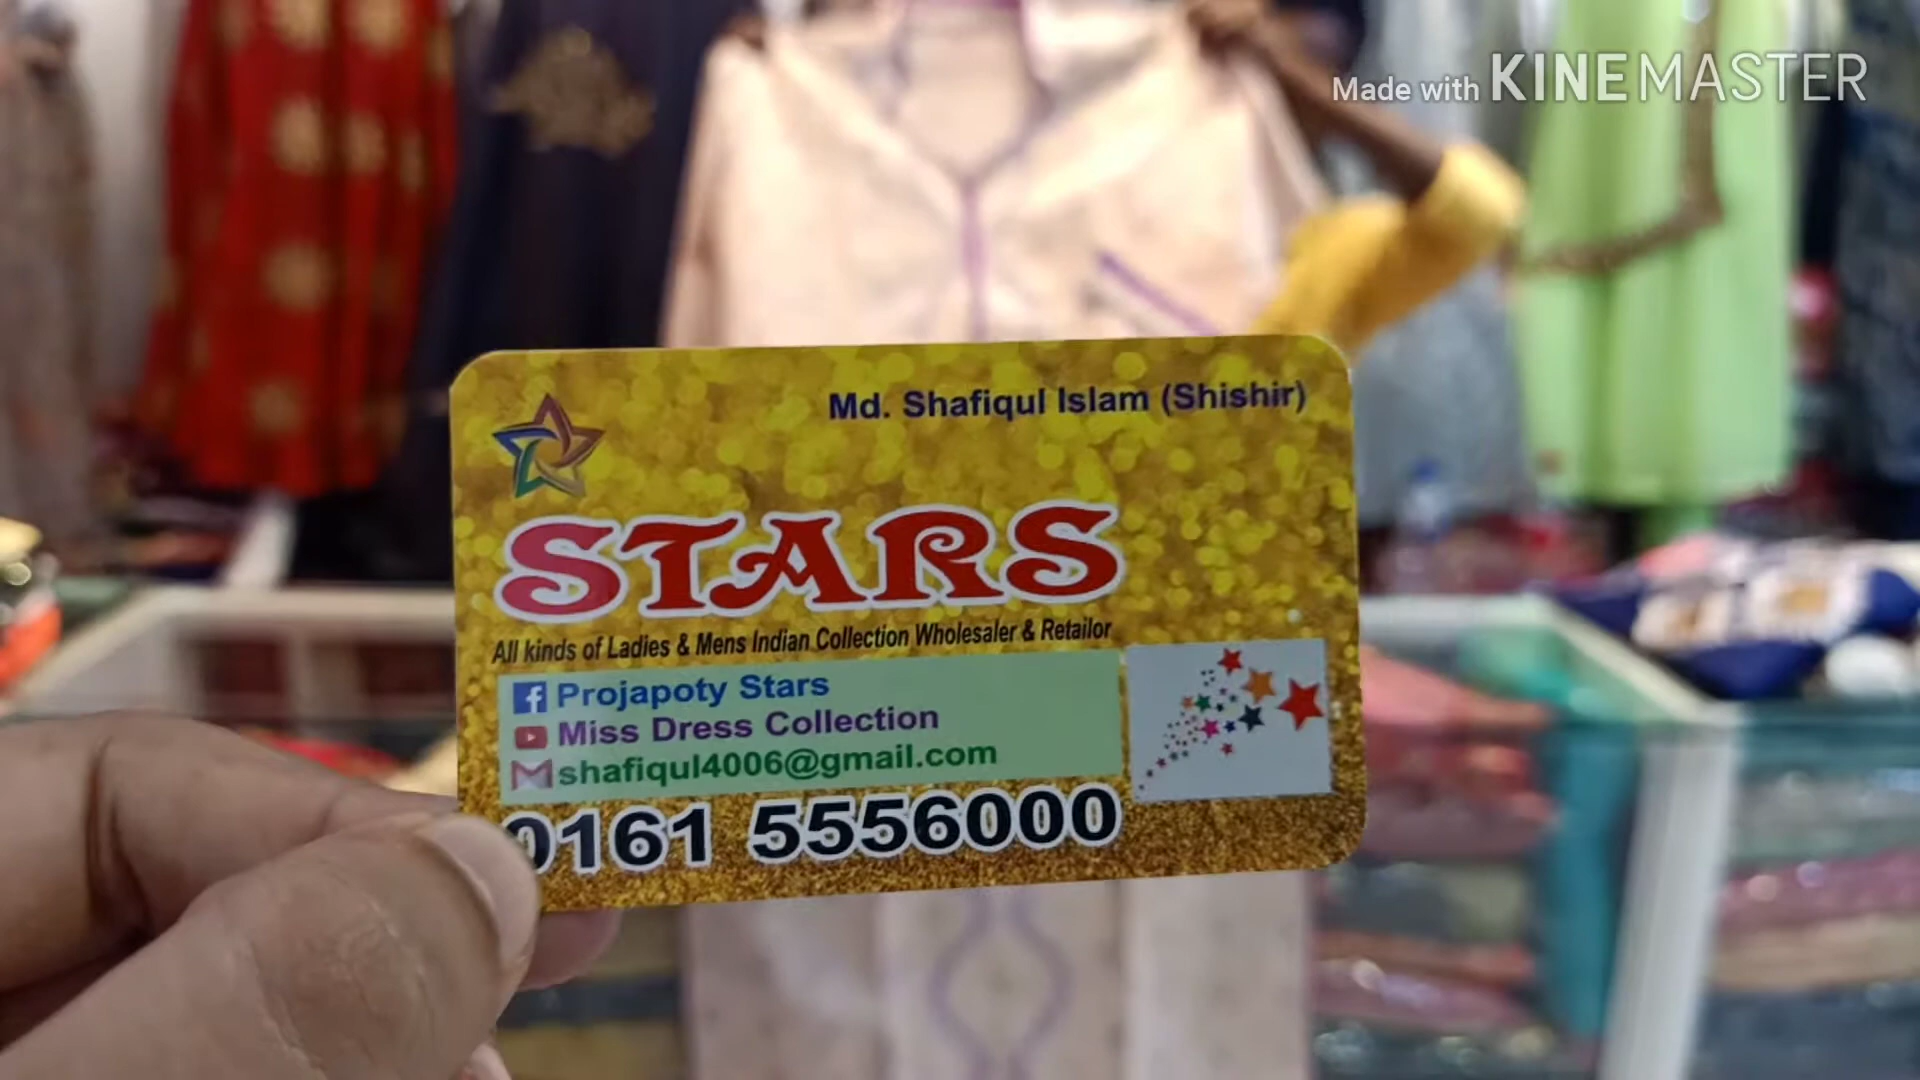 Made with KINEMASTER
Md. Shafiqul Islam (Shishir)
STARS
All kinds of Ladies & Mens Indian Collection Wholesaler & Retailor
Projapoty Stars
Miss Dress Collection
shafiqul4006@gmail.com
0161 5556000